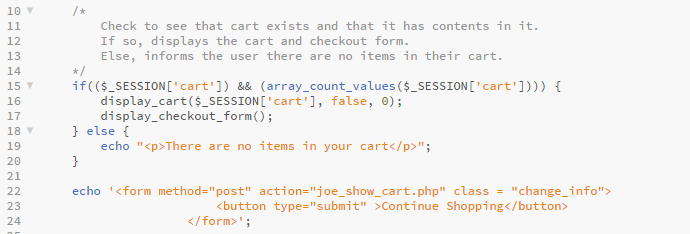 10 /*
11 Check to see that cart exists and that it has contents in it.
12 If so, displays the cart and checkout form.
13 Else, informs the user there are no items in their cart.
14 */
15 if(($_SESSION['cart']) && (array_count_values($_SESSION['cart']))) {
16 display_cart($_SESSION['cart'], false, 0);
17 display_checkout_form();
18 } else {
19 echo "<p>There are no items in your cart</p>";
20 }
21
22 echo '<form method="post" action="joe_show_cart.php" class = "change_info">
23 <button type="submit" >Continue Shopping</button>
24 </form>';